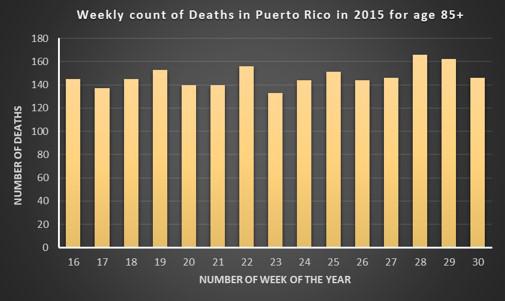 Weekly count of Deaths in Puerto Rico in 2015 for age 85+
NUMBER OF DEATHS
180
160
140
120
100
80
60
40
20
0
16 17 18 19 20 21 22 23 24 25 26 27 28 29 30
NUMBER OF WEEK OF THE YEAR